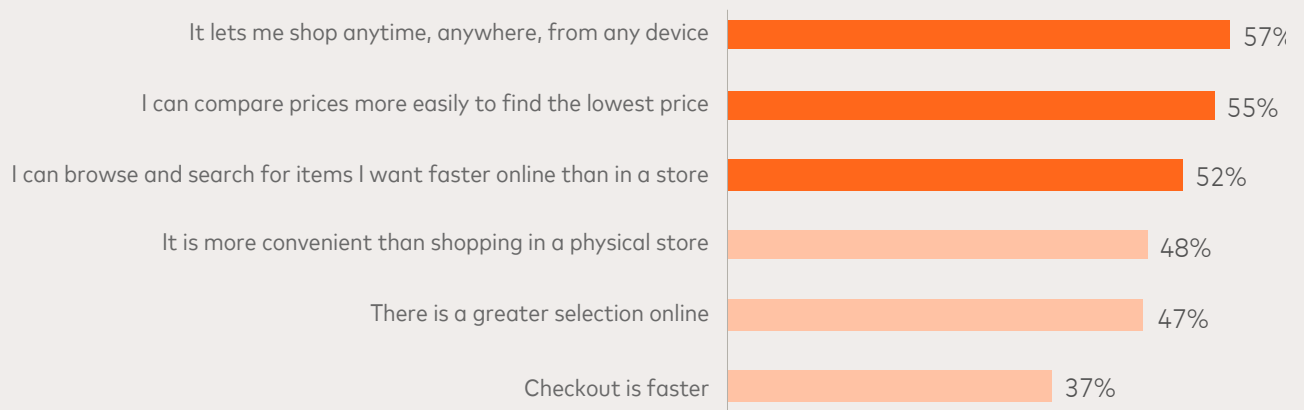 It lets me shop anytime, anywhere, from any device 57%
I can compare prices more easily to find the lowest price 55%
I can browse and search for items I want faster online than in a store 52%
It is more convenient than shopping in a physical store 48%
There is a greater selection online 47%
Checkout is faster 37%